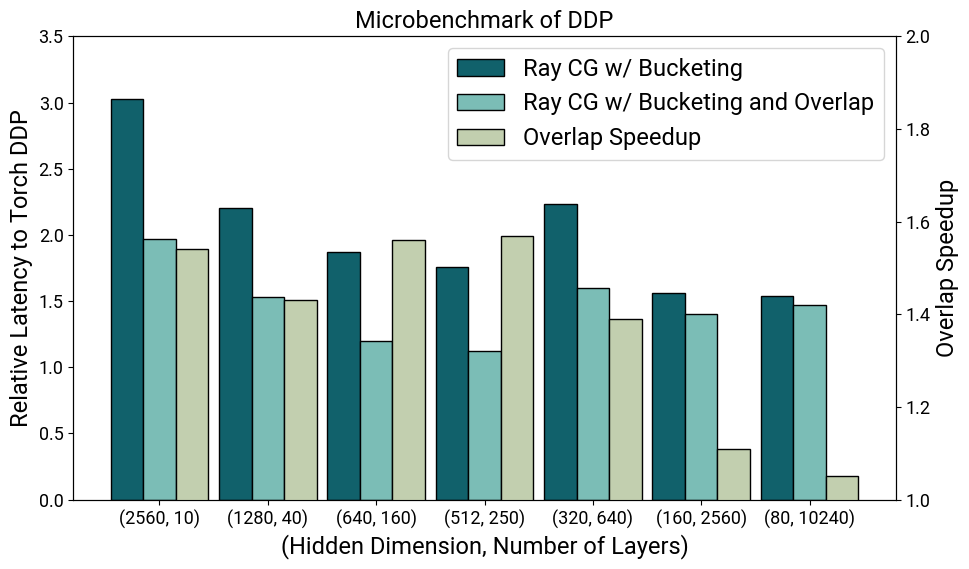 Microbenchmark of DDP
Ray CG w/ Bucketing
Ray CG w/ Bucketing and Overlap
Overlap Speedup
Relative Latency to Torch DDP
3.5
3.0
2.5
2.0
1.5
1.0
0.5
0.0
2.0
1.8
1.6
1.4
1.2
1.0
Overlap Speedup
(2560, 10) (1280, 40) (640, 160) (512, 250) (320, 640) (160, 2560) (80, 10240)
(Hidden Dimension, Number of Layers)